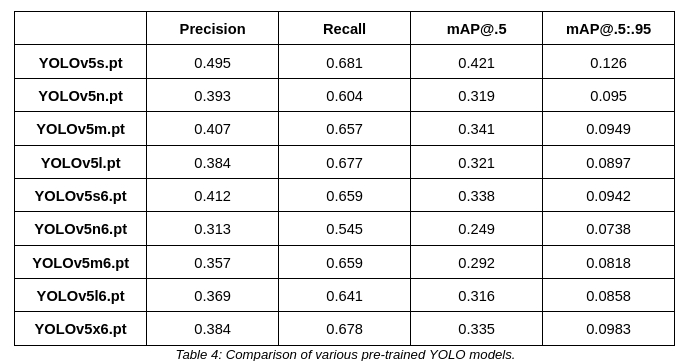 Precision Recall mAP@.5 mAP@.5:.95
YOLOv5s.pt 0.495 0.681 0.421 0.126
YOLOv5n.pt 0.393 0.604 0.319 0.095
YOLOv5m.pt 0.407 0.657 0.341 0.0949
YOLOv5l.pt 0.384 0.677 0.321 0.0897
YOLOv5s6.pt 0.412 0.659 0.338 0.0942
YOLOv5n6.pt 0.313 0.545 0.249 0.0738
YOLOv5m6.pt 0.357 0.659 0.292 0.0818
YOLOv5l6.pt 0.369 0.641 0.316 0.0858
YOLOv5x6.pt 0.384 0.678 0.335 0.0983
Table 4: Comparison of various pre-trained YOLO models.